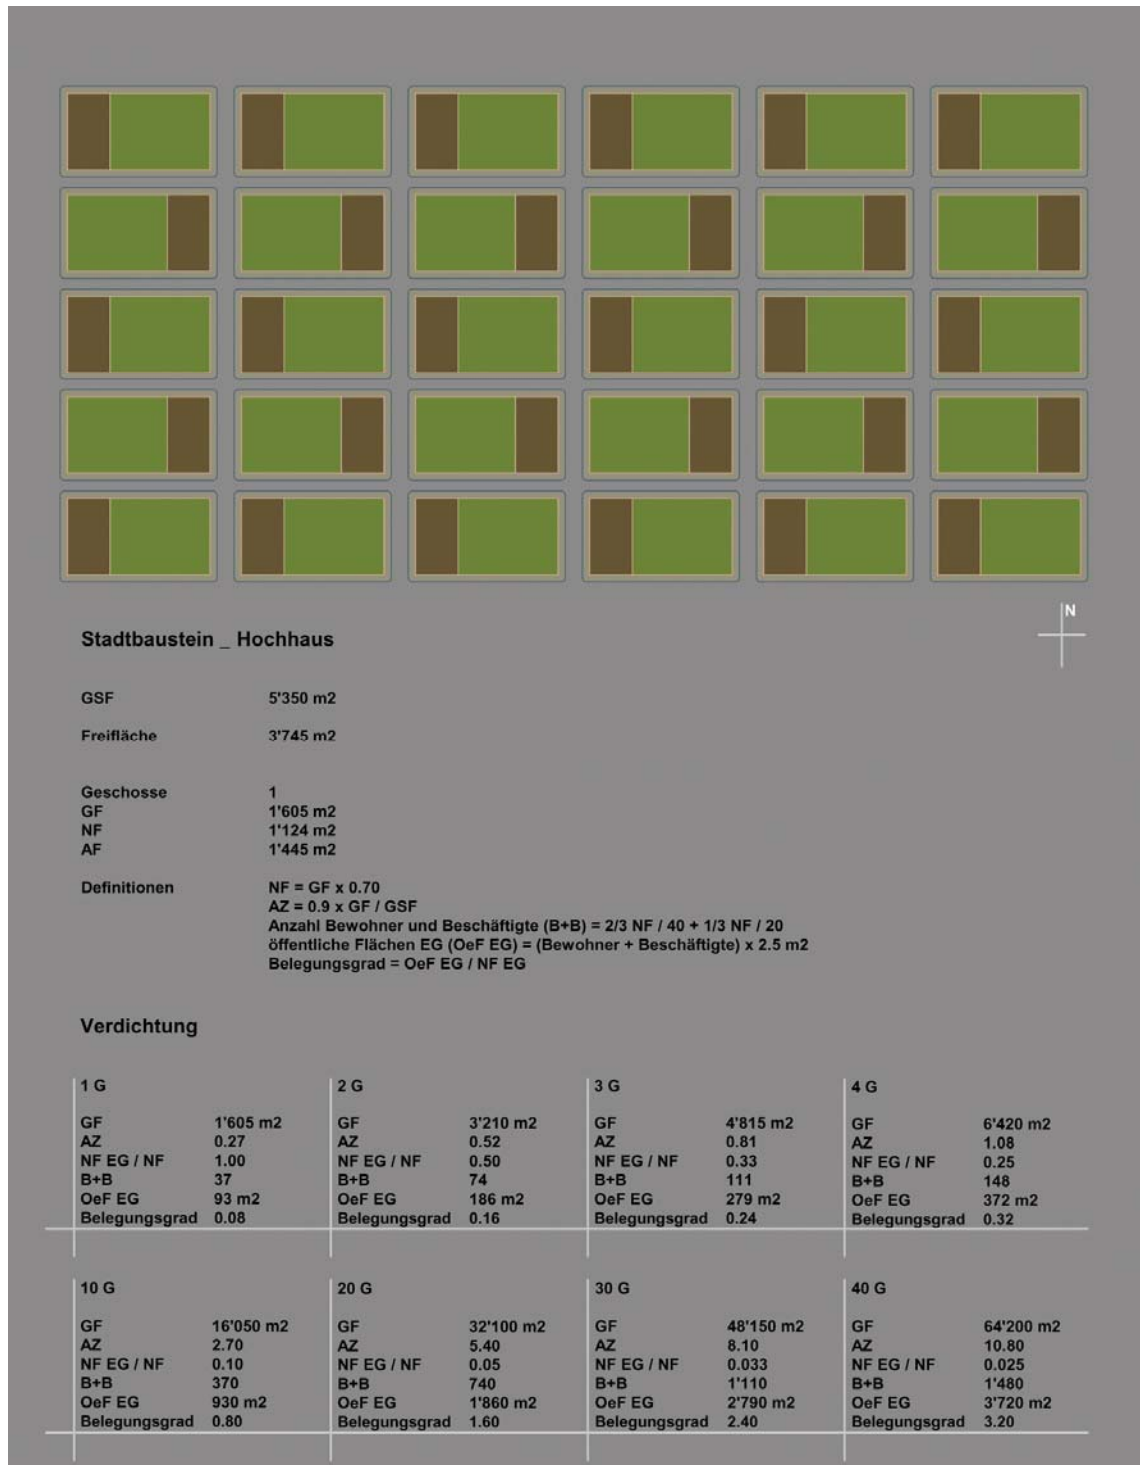 N
Stadtbaustein _ Hochhaus
GSF 5'350 m2
Freifläche 3'745 m2
Geschosse 1
GF 1'605 m2
NF 1'124 m2
AF 1'445 m2
Definitionen NF = GF x 0.70
AZ = 0.9 x GF / GSF
Anzahl Bewohner und Beschäftigte (B+B) = 2/3 NF / 40 + 1/3 NF / 20
öffentliche Flächen EG (OeF EG) = (Bewohner + Beschäftigte) x 2.5 m2
Belegungsgrad = OeF EG / NF EG
Verdichtung
1 G
GF 1'605 m2
AZ 0.27
NF EG / NF 1.00
B+B 37
OeF EG 93 m2
Belegungsgrad 0.08
2 G
GF 3'210 m2
AZ 0.52
NF EG / NF 0.50
B+B 74
OeF EG 186 m2
Belegungsgrad 0.16
3 G
GF 4'815 m2
AZ 0.81
NF EG / NF 0.33
B+B 111
OeF EG 279 m2
Belegungsgrad 0.24
4 G
GF 6'420 m2
AZ 1.08
NF EG / NF 0.25
B+B 148
OeF EG 372 m2
Belegungsgrad 0.32
10 G
GF 16'050 m2
AZ 2.70
NF EG / NF 0.10
B+B 370
OeF EG 930 m2
Belegungsgrad 0.80
20 G
GF 32'100 m2
AZ 5.40
NF EG / NF 0.05
B+B 740
OeF EG 1'860 m2
Belegungsgrad 1.60
30 G
GF 48'150 m2
AZ 8.10
NF EG / NF 0.033
B+B 1'110
OeF EG 2'790 m2
Belegungsgrad 2.40
40 G
GF 64'200 m2
AZ 10.80
NF EG / NF 0.025
B+B 1'480
OeF EG 3'720 m2
Belegungsgrad 3.20